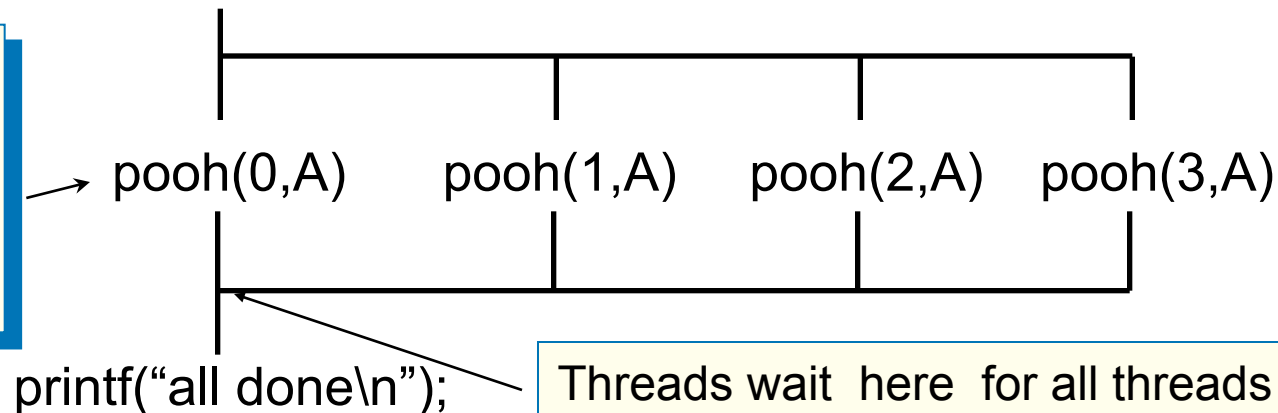 pooh(0,A) pooh(1,A) pooh(2,A) pooh(3,A)
printf(“all done\n”);
Threads wait here for all threads